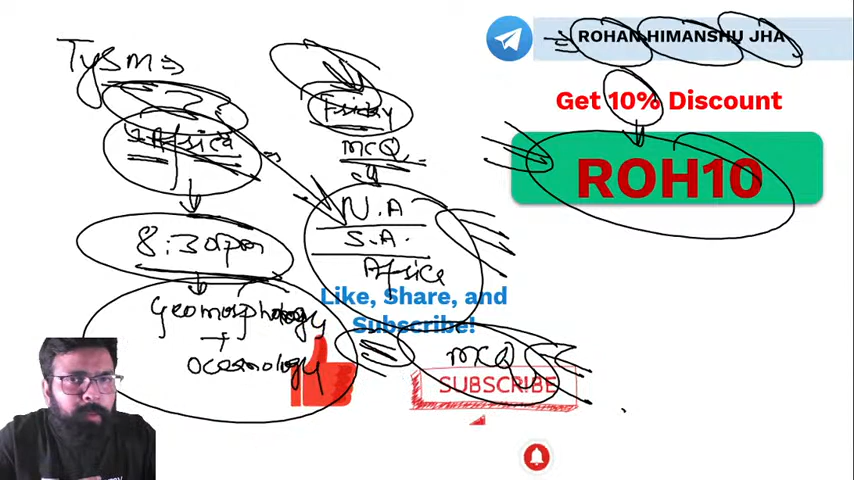 Tysm
Africa
8:30pm
Geomorphology
+
Oceanology
Friday
MCQ
N.A
S.A.
Africa
Like, Share, and
Subscribe!
MCQ
SUBSCRIBE
ROHAN HIMANSHU JHA
Get 10% Discount
ROH10